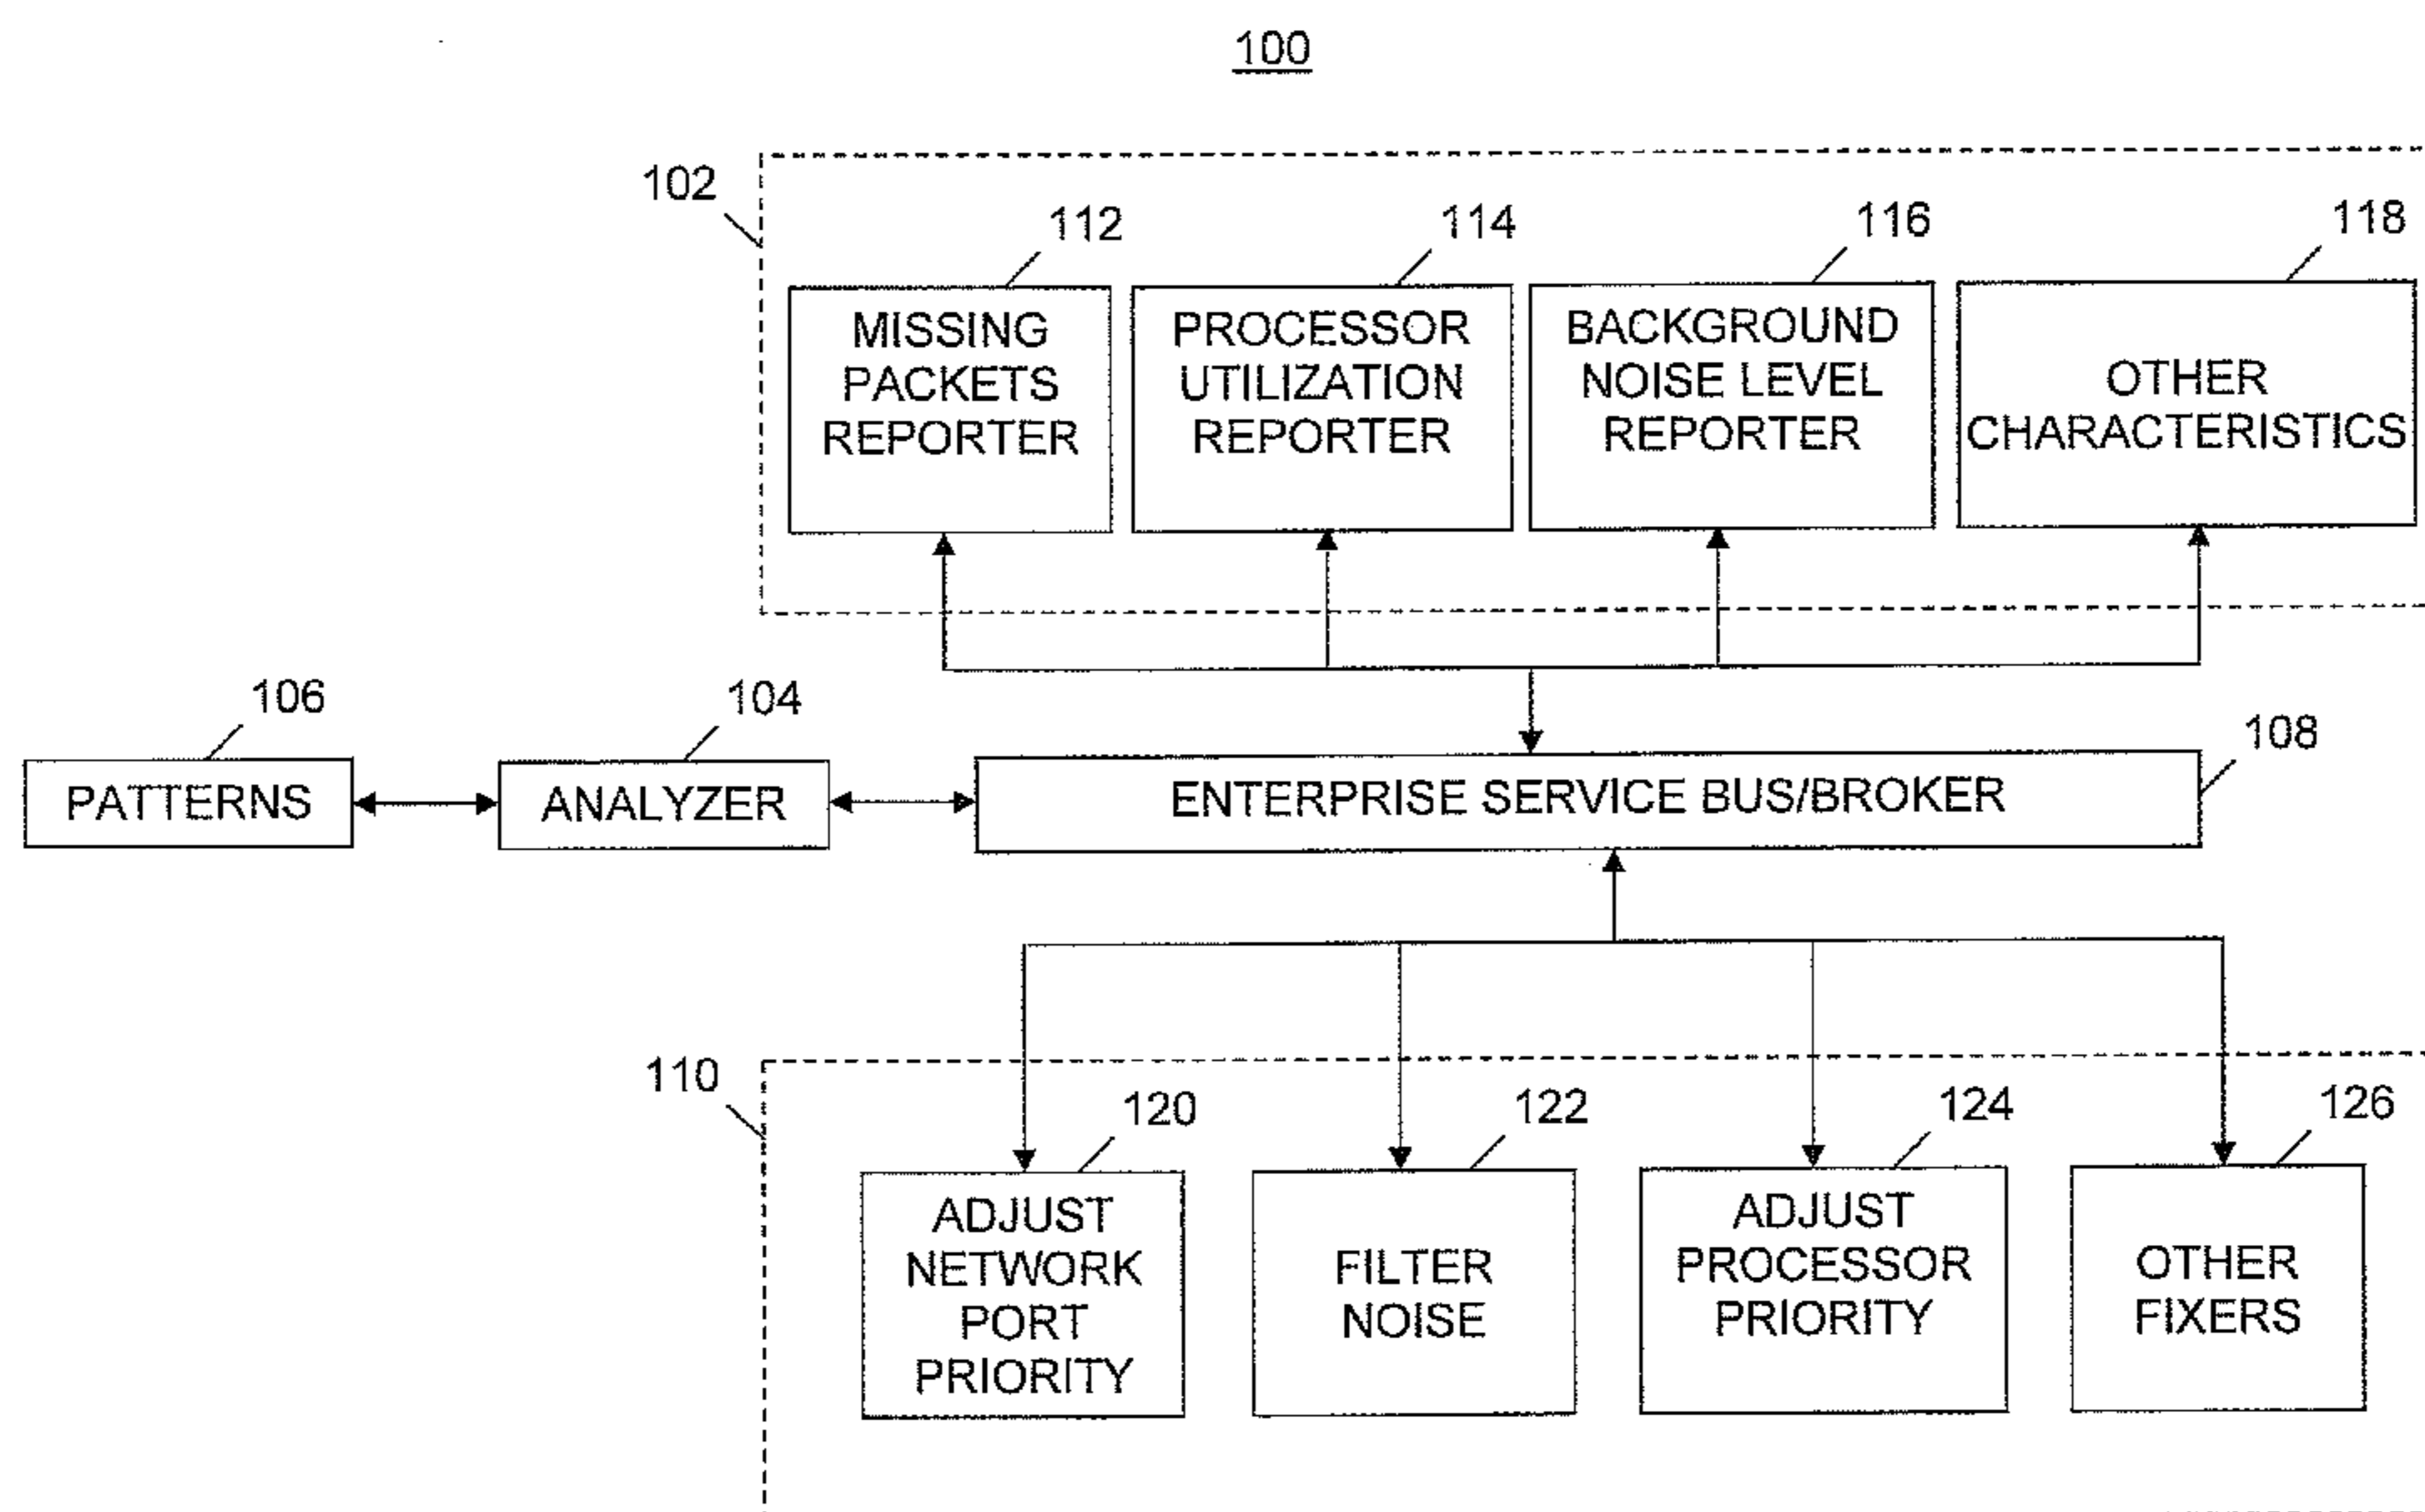 100
102
112
114
116
118
MISSING
PACKETS
REPORTER
PROCESSOR
UTILIZATION
REPORTER
BACKGROUND
NOISE LEVEL
REPORTER
OTHER
CHARACTERISTICS
106
104
108
PATTERNS
ANALYZER
ENTERPRISE SERVICE BUS/BROKER
110
120
122
124
126
ADJUST
NETWORK
PORT
PRIORITY
FILTER
NOISE
ADJUST
PROCESSOR
PRIORITY
OTHER
FIXERS